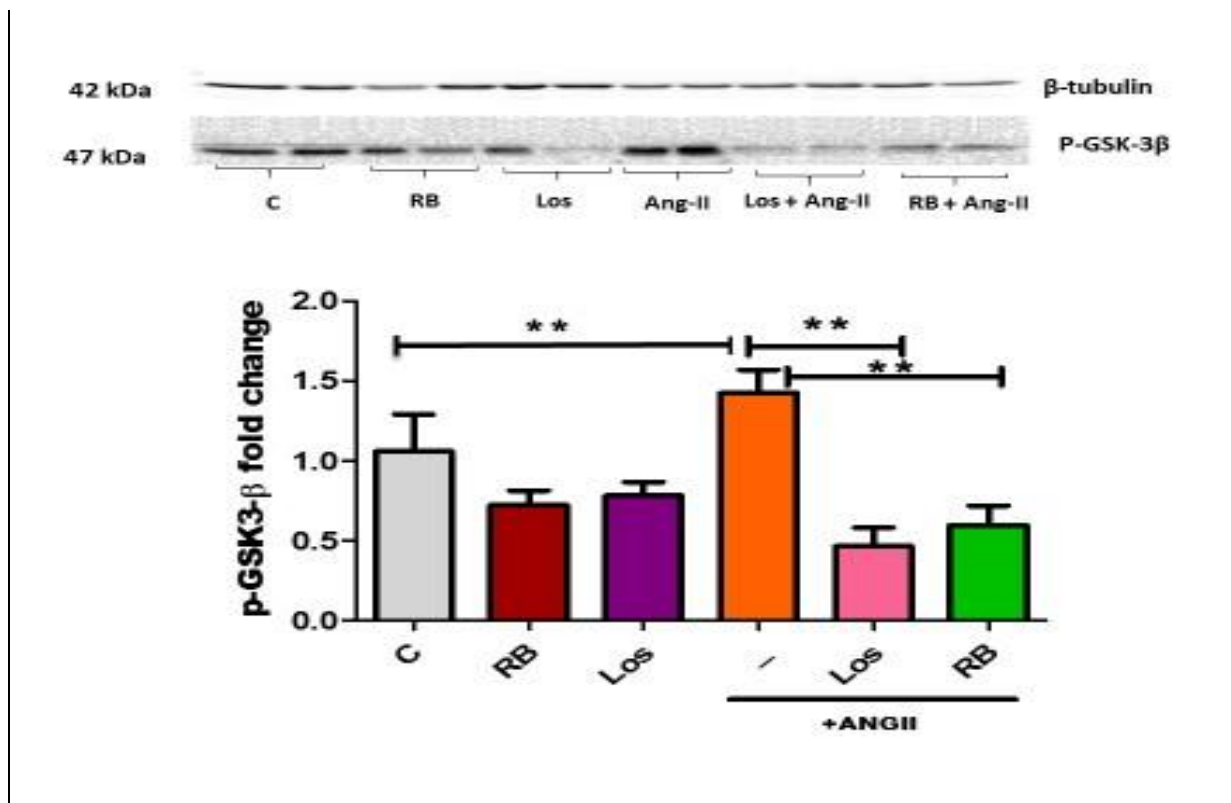 42 kDa
β-tubulin
47 kDa
P-GSK-3β
C RB Los Ang-II Los + Ang-II RB + Ang-II
p-GSK3-β fold change
2.0
1.5
1.0
0.5
0.0
**
**
**
C RB Los – Los RB
+ANGII